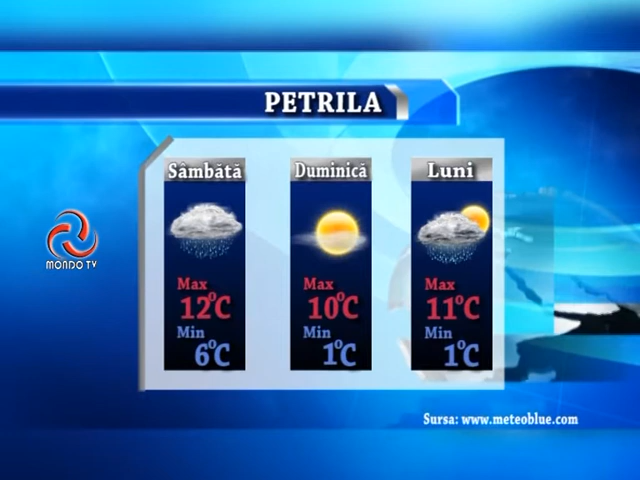 PETRILA
Sâmbătă
Duminică
Luni
Max
12°C
Min
6°C
Max
10°C
Min
1°C
Max
11°C
Min
1°C
MONDO TV
Sursa: www.meteoblue.com